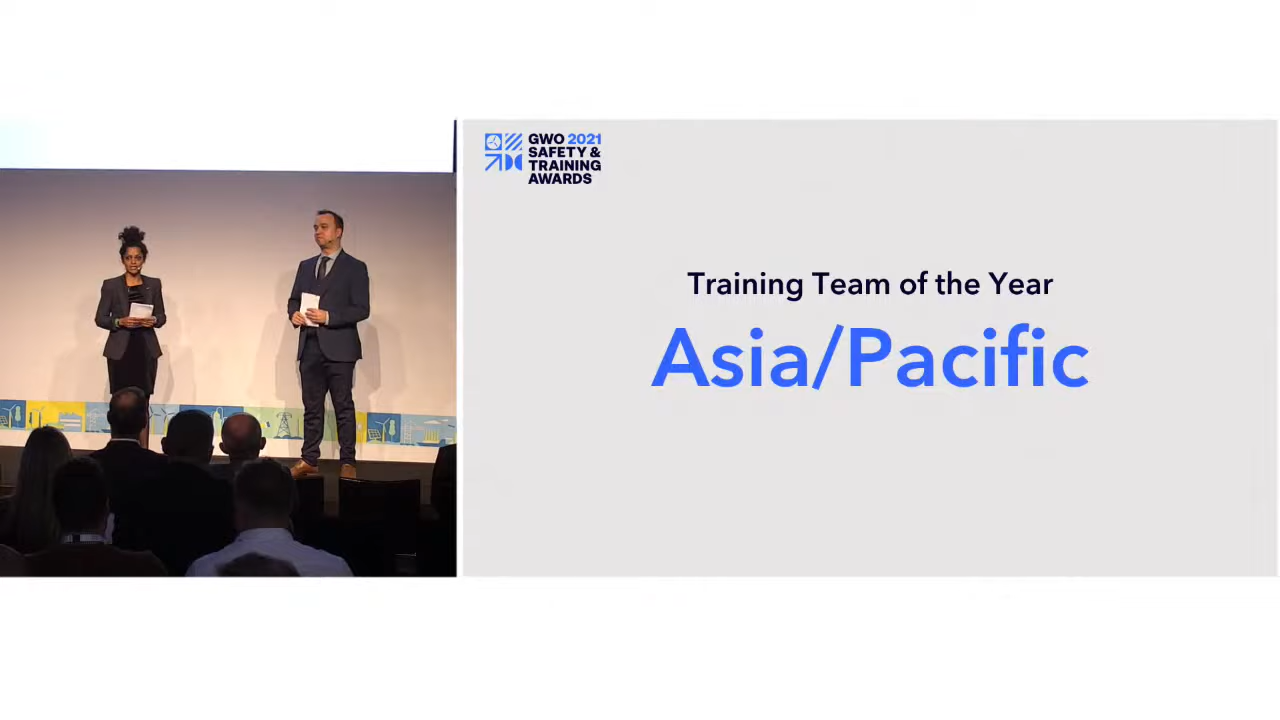 GWO 2021
SAFETY &
TRAINING
AWARDS
Training Team of the Year
Asia/Pacific